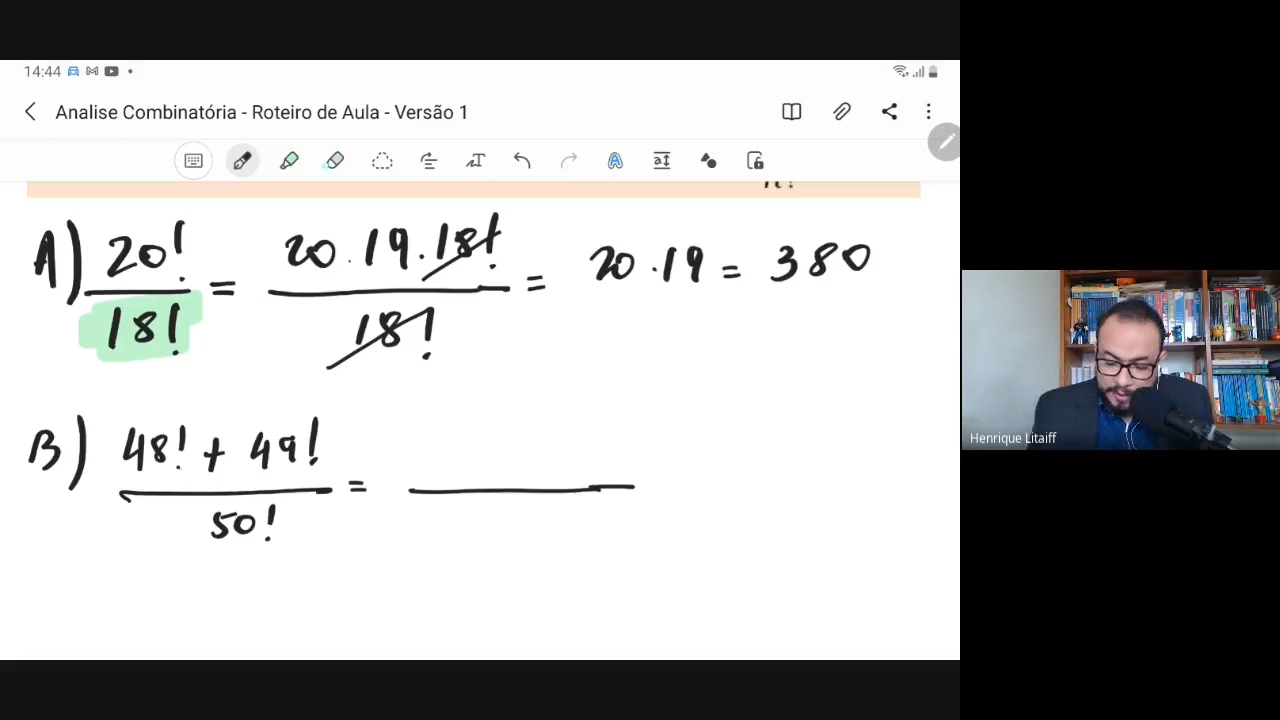 14:44
Analise Combinatória - Roteiro de Aula - Versão 1
A) 20!/18! = 20.19.18!/18! = 20.19 = 380
B) 48! + 49!/50! =
Henrique Litaiff